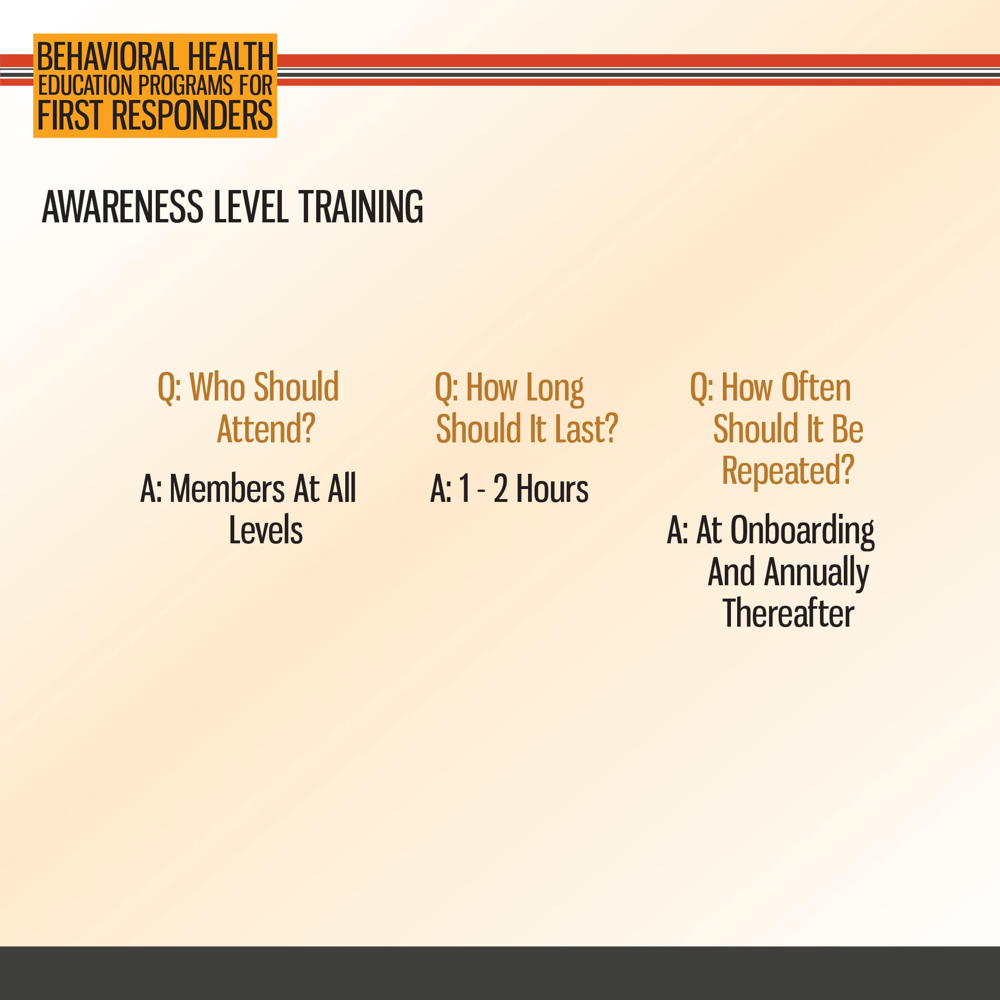 BEHAVIORAL HEALTH
EDUCATION PROGRAMS FOR
FIRST RESPONDERS
AWARENESS LEVEL TRAINING
Q: Who Should
Attend?
A: Members At All
Levels
Q: How Long
Should It Last?
A: 1 - 2 Hours
Q: How Often
Should It Be
Repeated?
A: At Onboarding
And Annually
Thereafter